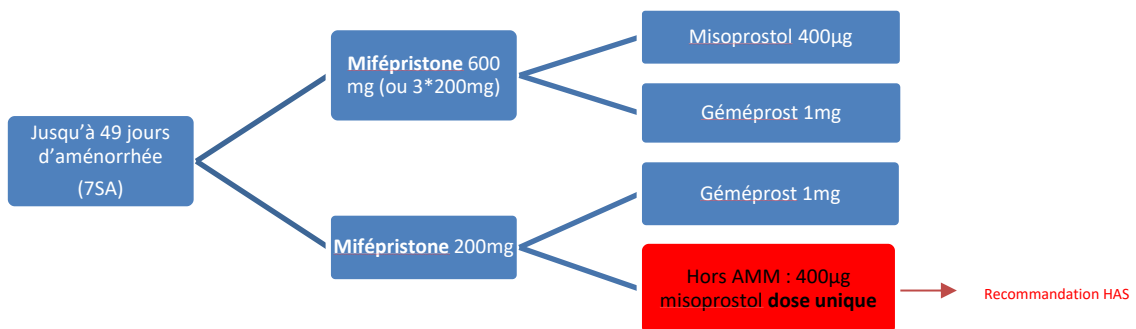 Jusqu'à 49 jours
d'aménorrhée
(7SA)
Mifépristone 600
mg (ou 3*200mg)
Misoprostol 400µg
Géméprost 1mg
Mifépristone 200mg
Géméprost 1mg
Hors AMM : 400µg
misoprostol dose unique
Recommandation HAS